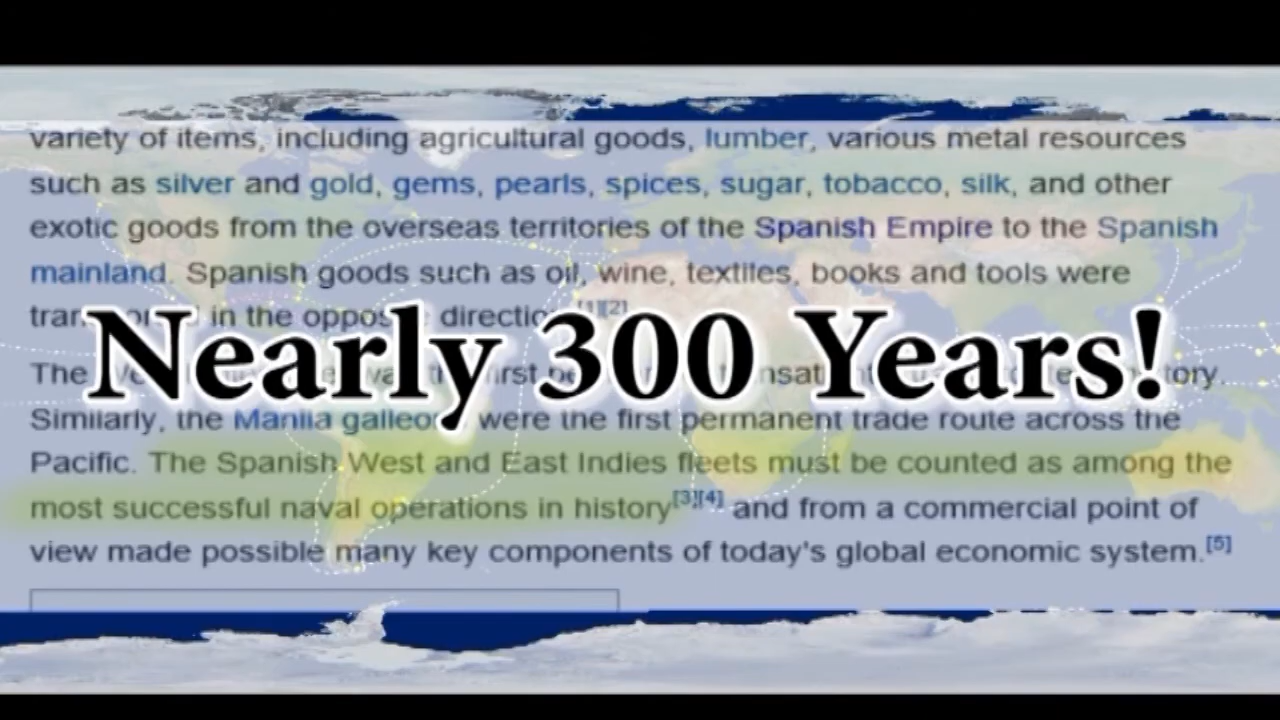 variety of items, including agricultural goods, lumber, various metal resources
such as silver and gold, gems, pearls, spices, sugar, tobacco, silk, and other
exotic goods from the overseas territories of the Spanish Empire to the Spanish
mainland. Spanish goods such as oil, wine, textiles, books and tools were
in the opposite direction.[1][2]
Nearly 300 Years!
The
Similarly, the Manila galleons were the first permanent trade route across the
Pacific. The Spanish West and East Indies fleets must be counted as among the
most successful naval operations in history[3][4] and from a commercial point of
view made possible many key components of today's global economic system.[5]